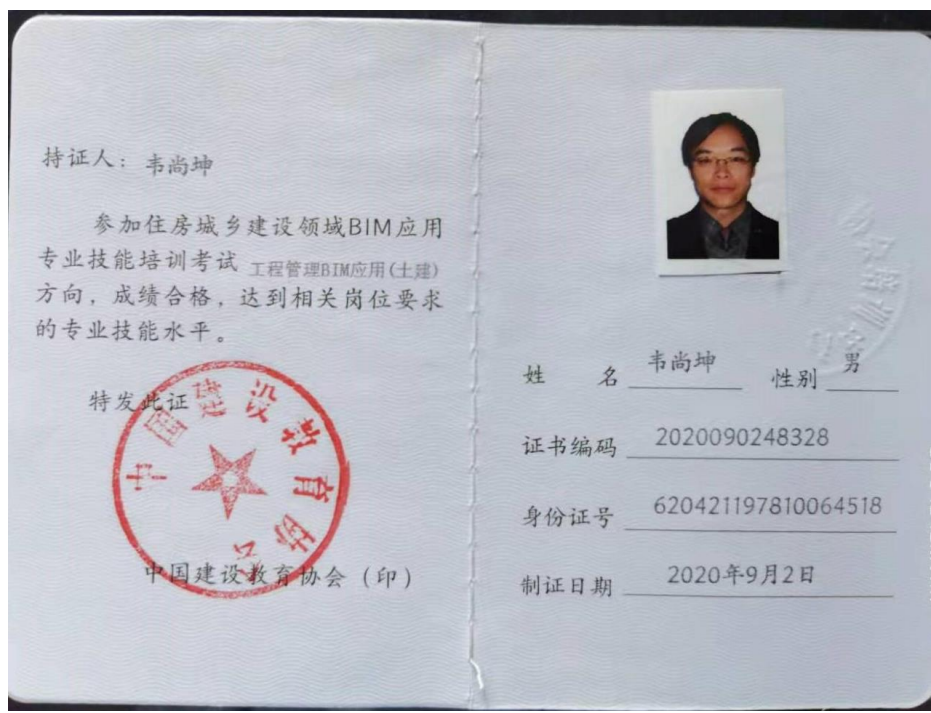 持证人：韦尚坤
参加住房城乡建设领域BIM应用
专业技能培训考试 工程管理BIM应用(土建)
方向，成绩合格，达到相关岗位要求
的专业技能水平。
特发此证
中国建设教育协会
中国建设教育协会（印）
姓名 韦尚坤 性别 男
证书编码 2020090248328
身份证号 620421197810064518
制证日期 2020年9月2日